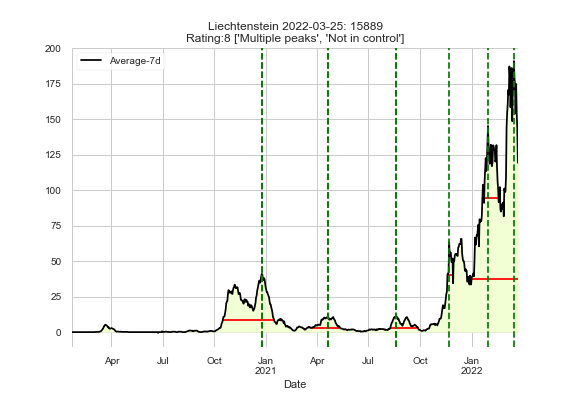 Liechtenstein 2022-03-25: 15889
Rating:8 ['Multiple peaks', 'Not in control']
Average-7d
200
175
150
125
100
75
50
25
0
Apr Jul Oct Jan Apr Jul Oct Jan
2021 2022
Date